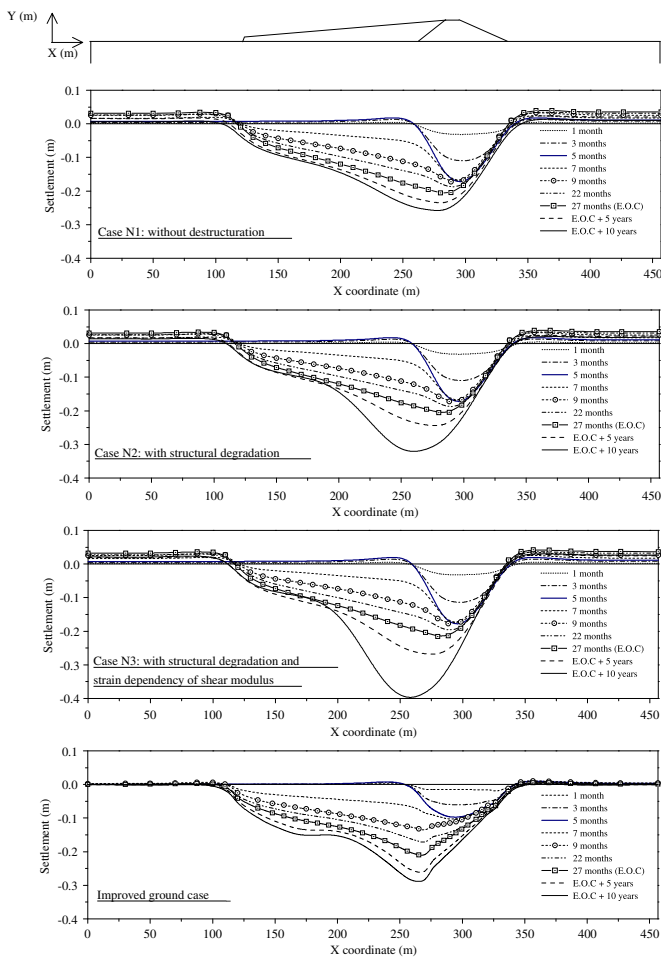 Y (m)
X (m)
0.1
0.0
-0.1
-0.2
-0.3
-0.4
Settlement (m)
1 month
3 months
5 months
7 months
9 months
22 months
27 months (E.O.C)
E.O.C + 5 years
E.O.C + 10 years
Case N1: without destructuration
0 50 100 150 200 250 300 350 400 450
X coordinate (m)
0.1
0.0
-0.1
-0.2
-0.3
-0.4
Settlement (m)
1 month
3 months
5 months
7 months
9 months
22 months
27 months (E.O.C)
E.O.C + 5 years
E.O.C + 10 years
Case N2: with structural degradation
0 50 100 150 200 250 300 350 400 450
X coordinate (m)
0.1
0.0
-0.1
-0.2
-0.3
-0.4
Settlement (m)
1 month
3 months
5 months
7 months
9 months
22 months
27 months (E.O.C)
E.O.C + 5 years
E.O.C + 10 years
Case N3: with structural degradation and
strain dependency of shear modulus
0 50 100 150 200 250 300 350 400 450
X coordinate (m)
0.1
0.0
-0.1
-0.2
-0.3
-0.4
Settlement (m)
1 month
3 months
5 months
7 months
9 months
22 months
27 months (E.O.C)
E.O.C + 5 years
E.O.C + 10 years
Improved ground case
0 50 100 150 200 250 300 350 400 450
X coordinate (m)